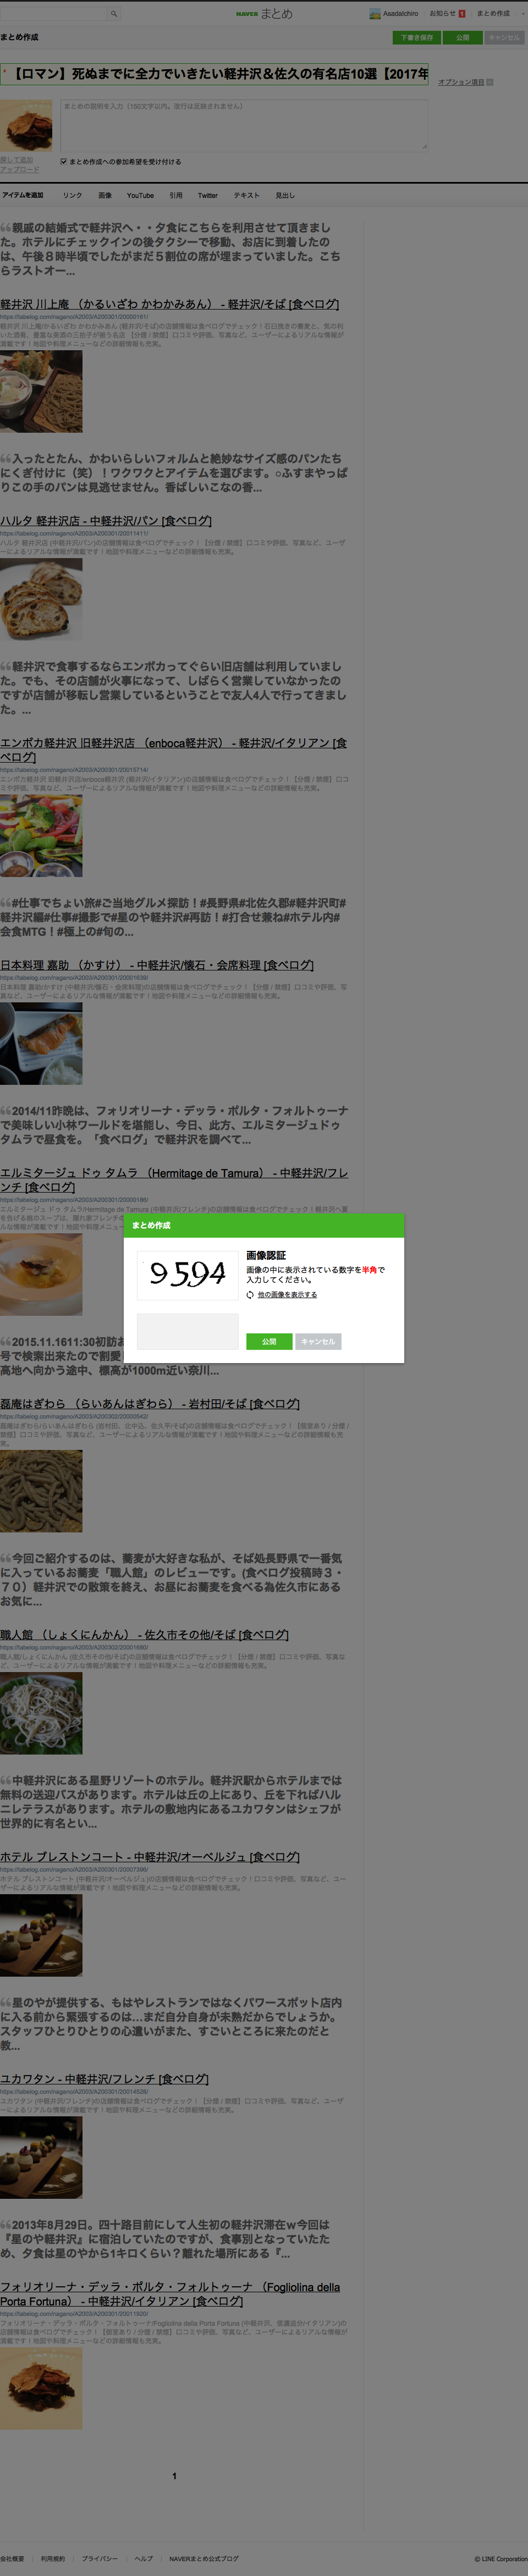 NAVER まとめ
AsadaIchiro お知らせ まとめ作成
まとめ作成
下書き保存 公開 キャンセル
【ロマン】死ぬまでに全力でいきたい軽井沢＆佐久の有名店10選【2017年
オプション項目
まとめの説明を入力（150文字以内。改行は反映されません）
探して追加
アップロード
まとめ作成への参加希望を受け付ける
アイテムを追加 リンク 画像 YouTube 引用 Twitter テキスト 見出し
親戚の結婚式で軽井沢へ・・夕食にこちらを利用させて頂きまし
た。ホテルにチェックインの後タクシーで移動、お店に到着したの
は、午後８時半頃でしたがまだ５割位の席が埋まっていました。こち
らラストオー...
軽井沢 川上庵 （かるいざわ かわかみあん） - 軽井沢/そば [食べログ]
https://tabelog.com/nagano/A2003/A200301/20000161/
軽井沢 川上庵/かるいざわ かわかみあん (軽井沢/そば)の店舗情報は食べログでチェック！石臼挽きの蕎麦と、気の利
いた酒肴、豊富な美酒の三拍子が揃う名店 【分煙 / 禁煙】口コミや評価、写真など、ユーザーによるリアルな情報が
満載です！地図や料理メニューなどの詳細情報も充実。
入ったとたん、かわいらしいフォルムと絶妙なサイズ感のパンたち
にくぎ付けに（笑）！ワクワクとアイテムを選びます。○ふすまやっぱ
りこの手のパンは見逃せません。香ばしいこなの香...
ハルタ 軽井沢店 - 中軽井沢/パン [食べログ]
https://tabelog.com/nagano/A2003/A200301/20011411/
ハルタ 軽井沢店 (中軽井沢/パン)の店舗情報は食べログでチェック！【分煙 / 禁煙】口コミや評価、写真など、ユーザ
ーによるリアルな情報が満載です！地図や料理メニューなどの詳細情報も充実。
軽井沢で食事するならエンボカってぐらい旧店舗は利用していまし
た。でも、その店舗が火事になって、しばらく営業していなかったの
ですが店舗が移転し営業しているということで友人4人で行ってきまし
た。...
エンボカ軽井沢 旧軽井沢店 （enboca軽井沢） - 軽井沢/イタリアン [食
べログ]
https://tabelog.com/nagano/A2003/A200301/20015714/
エンボカ軽井沢 旧軽井沢店/enboca軽井沢 (軽井沢/イタリアン)の店舗情報は食べログでチェック！【分煙 / 禁煙】口コ
ミや評価、写真など、ユーザーによるリアルな情報が満載です！地図や料理メニューなどの詳細情報も充実。
#仕事でちょい旅#ご当地グルメ探訪！#長野県#北佐久郡#軽井沢町#
軽井沢編#仕事#撮影で#星のや軽井沢#再訪！#打合せ兼ね#ホテル内#
会食MTG！#極上の#旬の...
日本料理 嘉助 （かすけ） - 中軽井沢/懐石・会席料理 [食べログ]
https://tabelog.com/nagano/A2003/A200301/20001639/
日本料理 嘉助/かすけ (中軽井沢/懐石・会席料理)の店舗情報は食べログでチェック！【分煙 / 禁煙】口コミや評価、写
真など、ユーザーによるリアルな情報が満載です！地図や料理メニューなどの詳細情報も充実。
2014/11昨晩は、フォリオリーナ・デッラ・ポルタ・フォルトゥーナ
で美味しい小林ワールドを堪能し、今日、此方、エルミタージュドゥ
タムラで昼食を。「食べログ」で軽井沢を調べて...
エルミタージュ ドゥ タムラ （Hermitage de Tamura） - 中軽井沢/フレ
ンチ [食べログ]
https://tabelog.com/nagano/A2003/A200301/20000186/
エルミタージュ ドゥ タムラ/Hermitage de Tamura (中軽井沢/フレンチ)の店舗情報は食べログでチェック！軽井沢へ夏
を告げる桃のスープは、隠れ家フレンチの
まとめ作成
9594
画像認証
画像の中に表示されている数字を半角で
入力してください。
他の画像を表示する
公開 キャンセル
2015.11.1611:30初訪
号で検索出来たので割愛
高地へ向かう途中、標高が1000m近い奈川...
磊庵はぎわら （らいあんはぎわら） - 岩村田/そば [食べログ]
https://tabelog.com/nagano/A2003/A200302/20000542/
磊庵はぎわら/らいあんはぎわら (岩村田、北中込、佐久平/そば)の店舗情報は食べログでチェック！【個室あり / 分煙 /
禁煙】口コミや評価、写真など、ユーザーによるリアルな情報が満載です！地図や料理メニューなどの詳細情報も充
実。
今回ご紹介するのは、蕎麦が大好きな私が、そば処長野県で一番気
に入っているお蕎麦「職人館」のレビューです。(食べログ投稿時３・
７０）軽井沢での散策を終え、お昼にお蕎麦を食べる為佐久市にある
お気に...
職人館 （しょくにんかん） - 佐久市その他/そば [食べログ]
https://tabelog.com/nagano/A2003/A200302/20001690/
職人館/しょくにんかん (佐久市その他/そば)の店舗情報は食べログでチェック！【分煙 / 禁煙】口コミや評価、写真な
ど、ユーザーによるリアルな情報が満載です！地図や料理メニューなどの詳細情報も充実。
中軽井沢にある星野リゾートのホテル。軽井沢駅からホテルまでは
無料の送迎バスがあります。ホテルは丘の上にあり、丘を下ればハル
ニレテラスがあります。ホテルの敷地内にあるユカワタンはシェフが
世界的に有名とい...
ホテル ブレストンコート - 中軽井沢/オーベルジュ [食べログ]
https://tabelog.com/nagano/A2003/A200301/20007396/
ホテル ブレストンコート (中軽井沢/オーベルジュ)の店舗情報は食べログでチェック！口コミや評価、写真など、ユー
ザーによるリアルな情報が満載です！地図や料理メニューなどの詳細情報も充実。
星のやが提供する、もはやレストランではなくパワースポット店内
に入る前から緊張するのは...まだ自分自身が未熟だからでしょうか。
スタッフひとりひとりの心遣いがまた、すごいところに来たのだと
教...
ユカワタン - 中軽井沢/フレンチ [食べログ]
https://tabelog.com/nagano/A2003/A200301/20014528/
ユカワタン (中軽井沢/フレンチ)の店舗情報は食べログでチェック！【分煙 / 禁煙】口コミや評価、写真など、ユーザ
ーによるリアルな情報が満載です！地図や料理メニューなどの詳細情報も充実。
2013年8月29日。四十路目前にして人生初の軽井沢滞在ｗ今回は
『星のや軽井沢』に宿泊していたのですが、食事別となっていたた
め、夕食は星のやから1キロくらい？離れた場所にある『...
フォリオリーナ・デッラ・ポルタ・フォルトゥーナ （Fogliolina della
Porta Fortuna） - 中軽井沢/イタリアン [食べログ]
https://tabelog.com/nagano/A2003/A200301/20011920/
フォリオリーナ・デッラ・ポルタ・フォルトゥーナ/Fogliolina della Porta Fortuna (中軽井沢、信濃追分/イタリアン)の
店舗情報は食べログでチェック！【個室あり / 分煙 / 禁煙】口コミや評価、写真など、ユーザーによるリアルな情報が
満載です！地図や料理メニューなどの詳細情報も充実。
1
会社概要 利用規約 プライバシー ヘルプ NAVERまとめ公式ブログ
© LINE Corporation